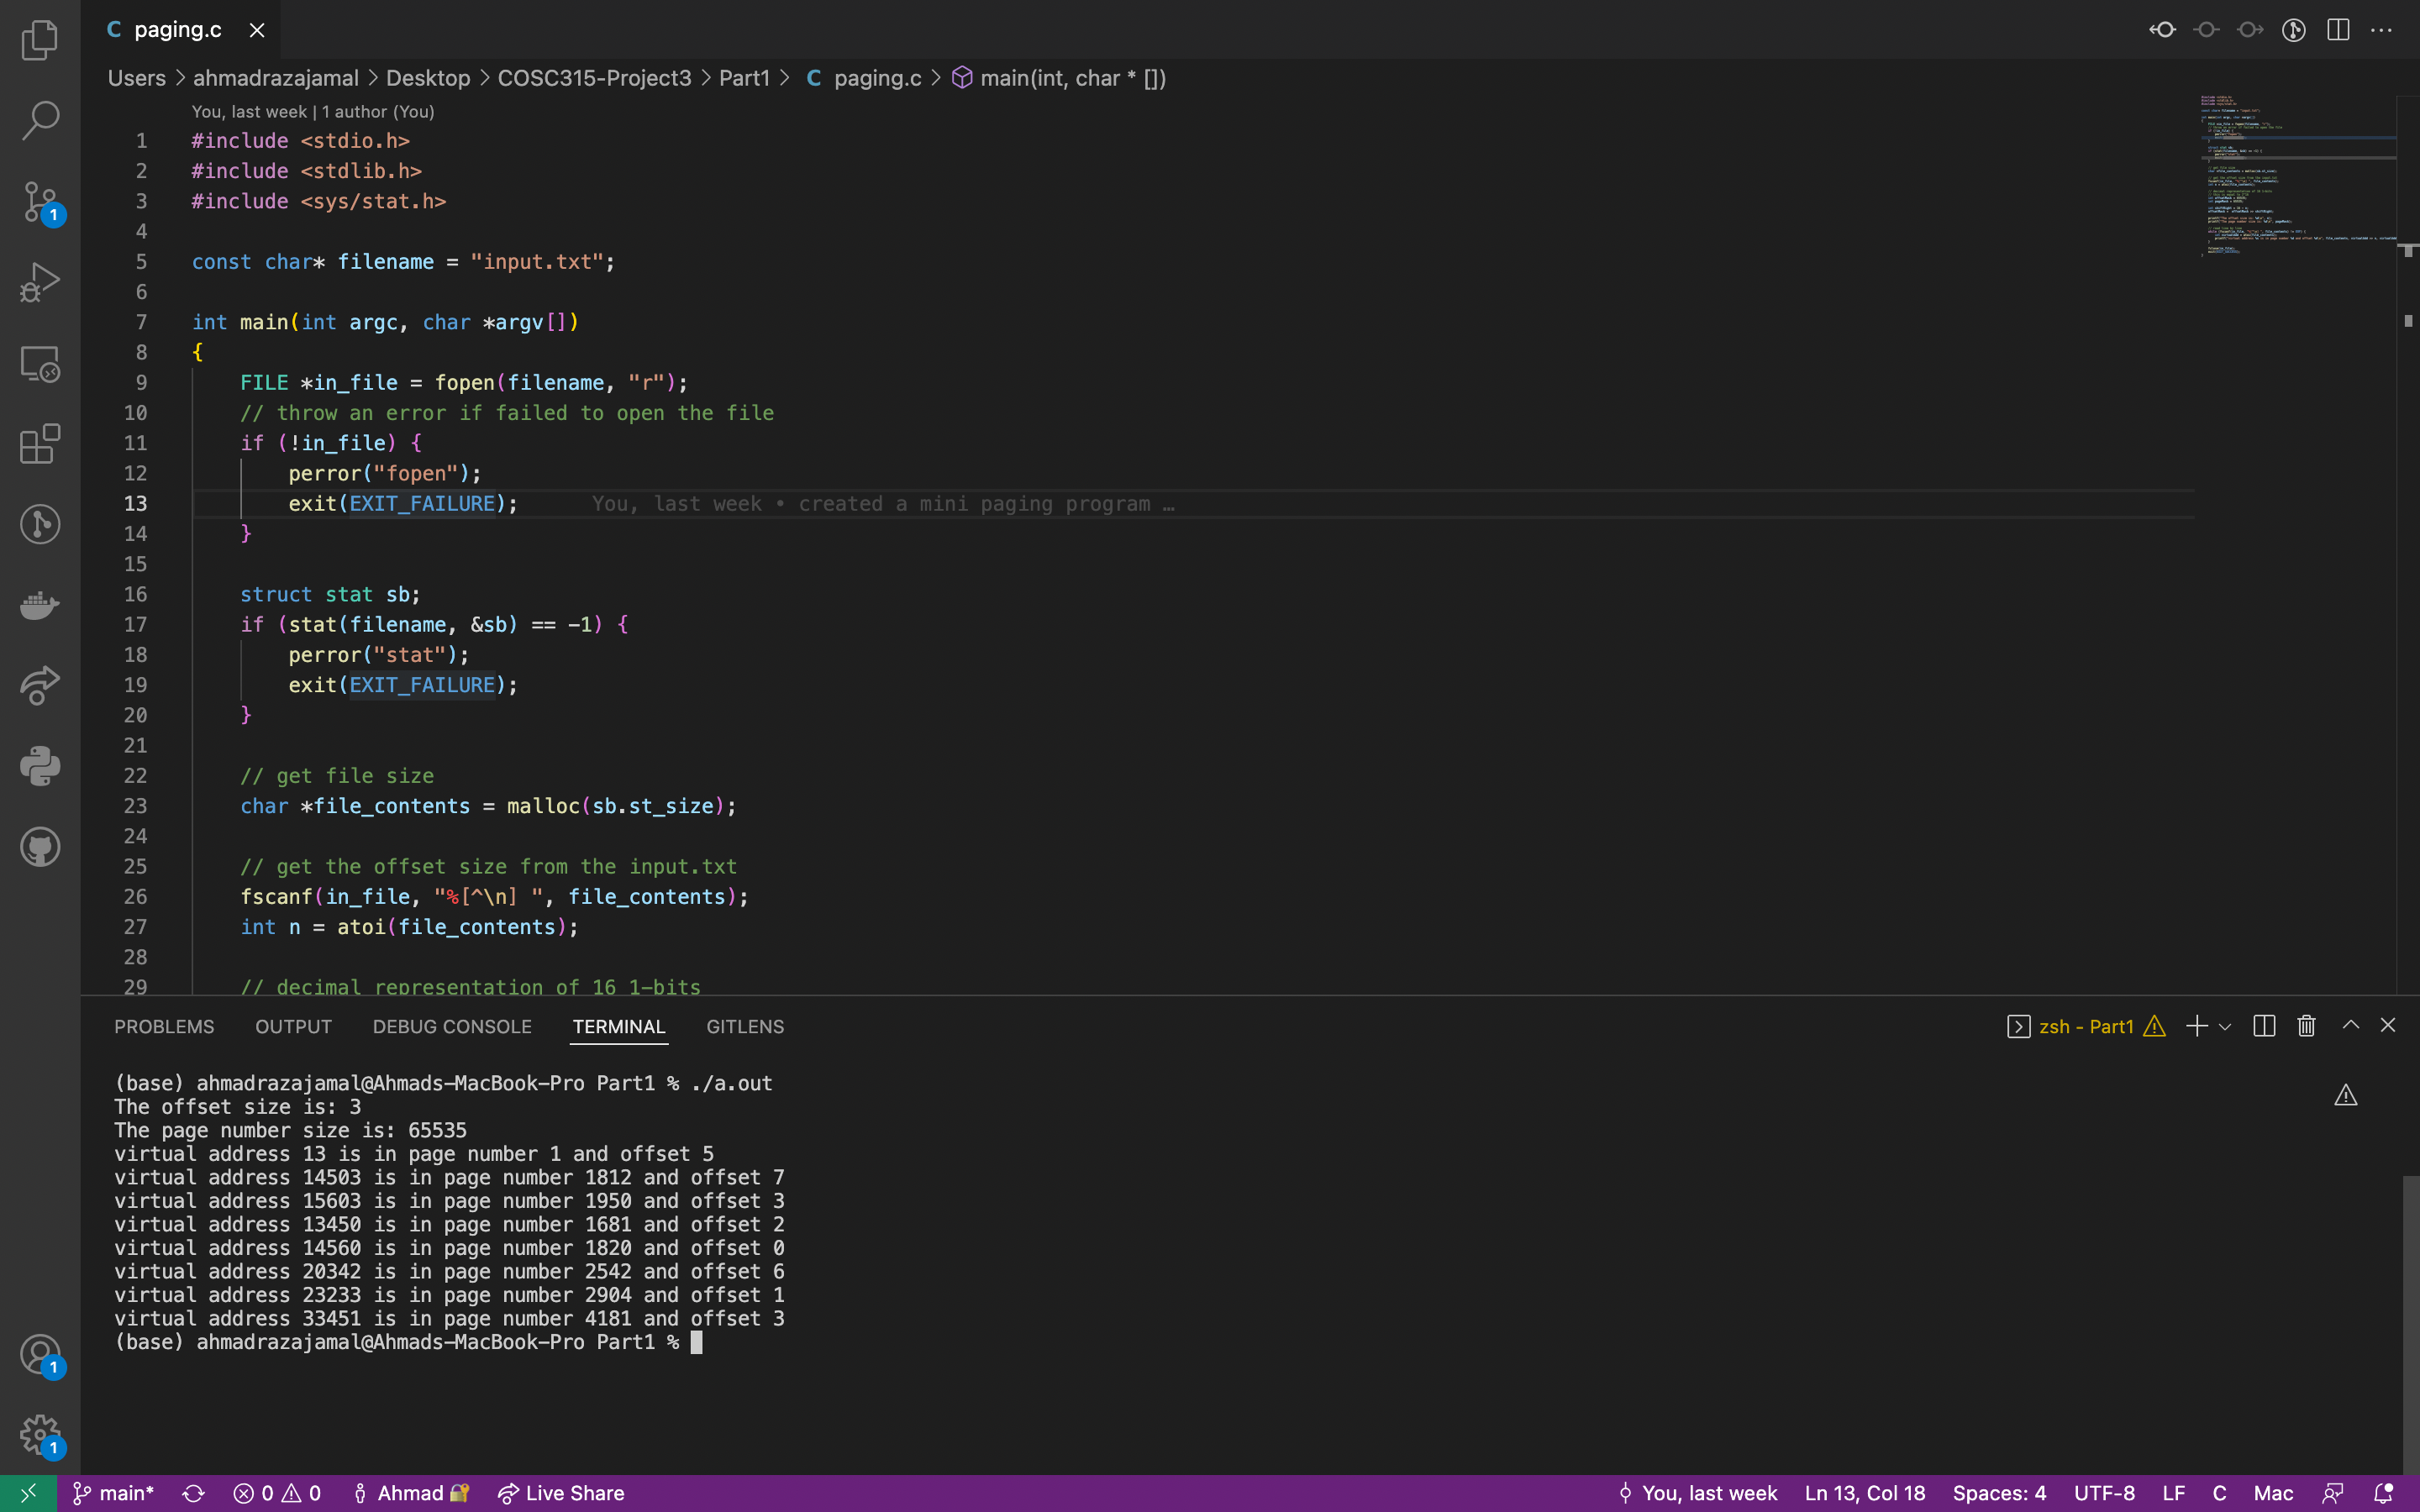 C paging.c
Users > ahmadrazajamal > Desktop > COSC315-Project3 > Part1 > C paging.c > main(int, char * [])
You, last week | 1 author (You)
1 #include <stdio.h>
2 #include <stdlib.h>
3 #include <sys/stat.h>
4
5 const char* filename = "input.txt";
6
7 int main(int argc, char *argv[])
8 {
9 FILE *in_file = fopen(filename, "r");
10 // throw an error if failed to open the file
11 if (!in_file) {
12 perror("fopen");
13 exit(EXIT_FAILURE); You, last week • created a mini paging program …
14 }
15
16 struct stat sb;
17 if (stat(filename, &sb) == -1) {
18 perror("stat");
19 exit(EXIT_FAILURE);
20 }
21
22 // get file size
23 char *file_contents = malloc(sb.st_size);
24
25 // get the offset size from the input.txt
26 fscanf(in_file, "%[^\n] ", file_contents);
27 int n = atoi(file_contents);
28
29 // decimal representation of 16 1-bits
PROBLEMS OUTPUT DEBUG CONSOLE TERMINAL GITLENS
zsh - Part1
(base) ahmadrazajamal@Ahmads-MacBook-Pro Part1 % ./a.out
The offset size is: 3
The page number size is: 65535
virtual address 13 is in page number 1 and offset 5
virtual address 14503 is in page number 1812 and offset 7
virtual address 15603 is in page number 1950 and offset 3
virtual address 13450 is in page number 1681 and offset 2
virtual address 14560 is in page number 1820 and offset 0
virtual address 20342 is in page number 2542 and offset 6
virtual address 23233 is in page number 2904 and offset 1
virtual address 33451 is in page number 4181 and offset 3
(base) ahmadrazajamal@Ahmads-MacBook-Pro Part1 %
1
1
1
main* 0 0 Ahmad Live Share You, last week Ln 13, Col 18 Spaces: 4 UTF-8 LF C Mac